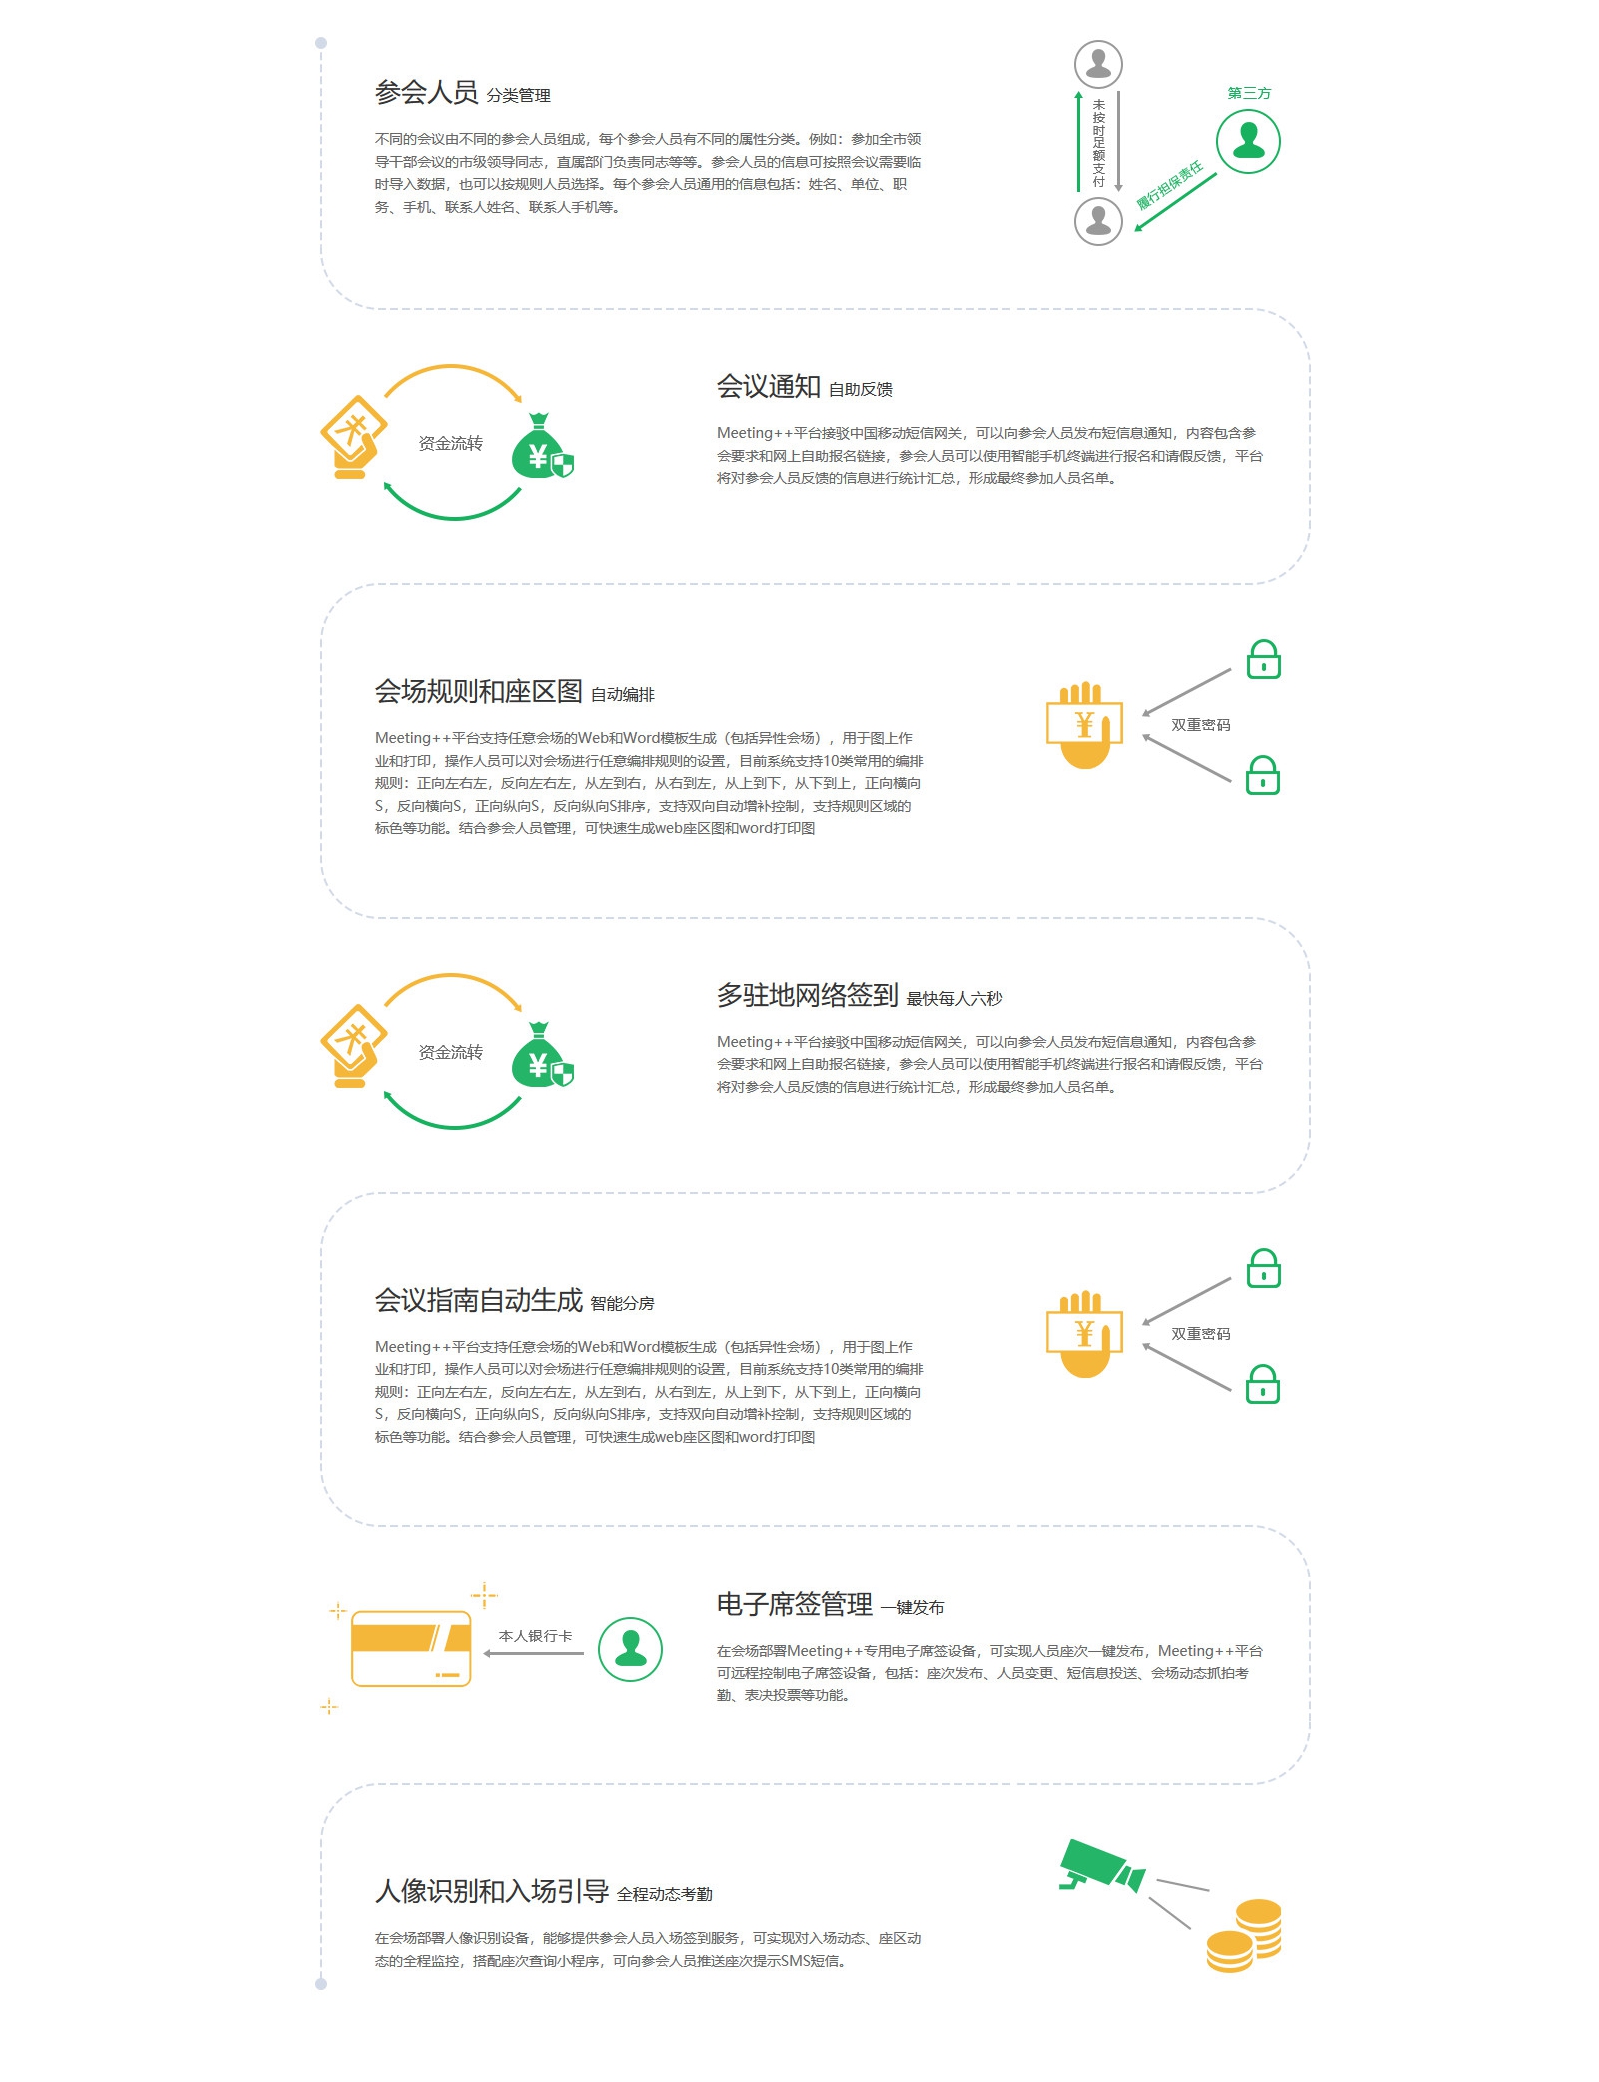 参会人员 分类管理
不同的会议由不同的参会人员组成，每个参会人员有不同的属性分类。例如：参加全市领
导干部会议的市级领导同志，直属部门负责同志等等。参会人员的信息可按照会议需要临
时导入数据，也可以按规则人员选择。每个参会人员通用的信息包括：姓名、单位、职
务、手机、联系人姓名、联系人手机等。
未按时足额支付
第三方
履行担保责任
末
资金流转
¥
会议通知 自助反馈
Meeting++平台接驳中国移动短信网关，可以向参会人员发布短信息通知，内容包含参
会要求和网上自助报名链接，参会人员可以使用智能手机终端进行报名和请假反馈，平台
将对参会人员反馈的信息进行统计汇总，形成最终参加人员名单。
会场规则和座区图 自动编排
Meeting++平台支持任意会场的Web和Word模板生成（包括异性会场），用于图上作
业和打印，操作人员可以对会场进行任意编排规则的设置，目前系统支持10类常用的编排
规则：正向左右左，反向左右左，从左到右，从右到左，从上到下，从下到上，正向横向
S，反向横向S，正向纵向S，反向纵向S排序，支持双向自动增补控制，支持规则区域的
标色等功能。结合参会人员管理，可快速生成web座区图和word打印图
¥
双重密码
末
资金流转
¥
多驻地网络签到 最快每人六秒
Meeting++平台接驳中国移动短信网关，可以向参会人员发布短信息通知，内容包含参
会要求和网上自助报名链接，参会人员可以使用智能手机终端进行报名和请假反馈，平台
将对参会人员反馈的信息进行统计汇总，形成最终参加人员名单。
会议指南自动生成 智能分房
Meeting++平台支持任意会场的Web和Word模板生成（包括异性会场），用于图上作
业和打印，操作人员可以对会场进行任意编排规则的设置，目前系统支持10类常用的编排
规则：正向左右左，反向左右左，从左到右，从右到左，从上到下，从下到上，正向横向
S，反向横向S，正向纵向S，反向纵向S排序，支持双向自动增补控制，支持规则区域的
标色等功能。结合参会人员管理，可快速生成web座区图和word打印图
¥
双重密码
本人银行卡
电子席签管理 一键发布
在会场部署Meeting++专用电子席签设备，可实现人员座次一键发布，Meeting++平台
可远程控制电子席签设备，包括：座次发布、人员变更、短信息投送、会场动态抓拍考
勤、表决投票等功能。
人像识别和入场引导 全程动态考勤
在会场部署人像识别设备，能够提供参会人员入场签到服务，可实现对入场动态、座区动
态的全程监控，搭配座次查询小程序，可向参会人员推送座次提示SMS短信。